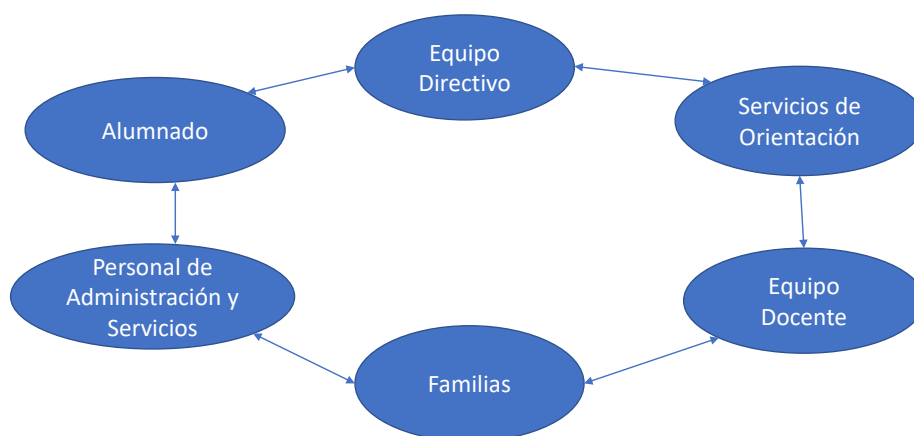 Equipo
Directivo
Servicios de
Orientación
Alumnado
Personal de
Administración y
Servicios
Equipo
Docente
Familias